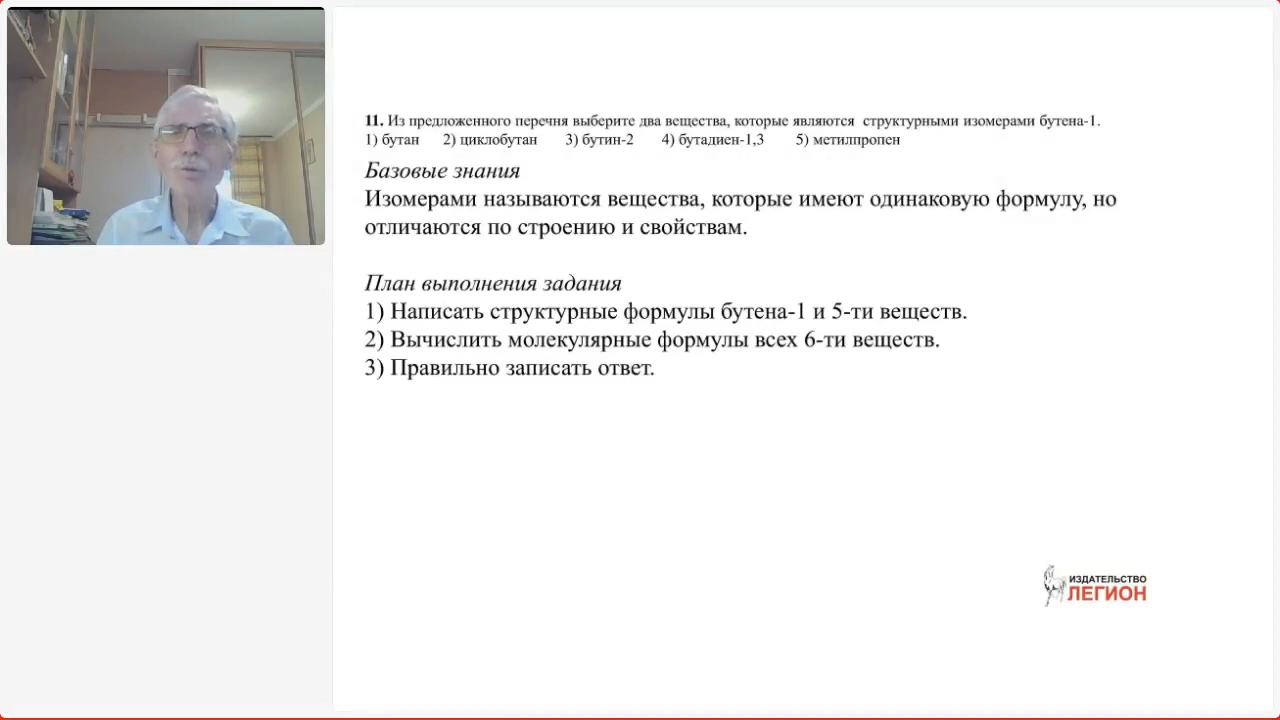 11. Из предложенного перечня выберите два вещества, которые являются структурными изомерами бутена-1.
1) бутан 2) циклобутан 3) бутин-2 4) бутадиен-1,3 5) метилпропен
Базовые знания
Изомерами называются вещества, которые имеют одинаковую формулу, но
отличаются по строению и свойствам.
План выполнения задания
1) Написать структурные формулы бутена-1 и 5-ти веществ.
2) Вычислить молекулярные формулы всех 6-ти веществ.
3) Правильно записать ответ.
ИЗДАТЕЛЬСТВО
ЛЕГИОН